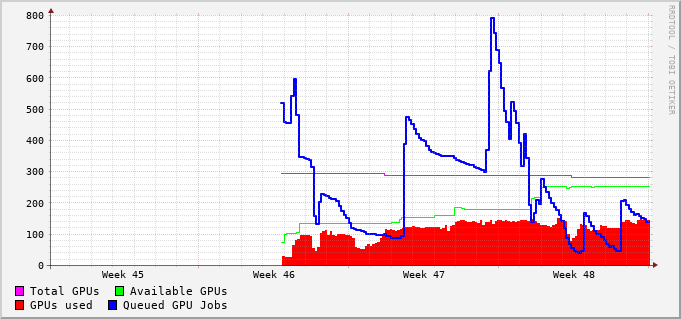 800
700
600
500
400
300
200
100
0
Week 45 Week 46 Week 47 Week 48
Total GPUs Available GPUs
GPUs used Queued GPU Jobs
RRDTOOL / TOBI OETIKER